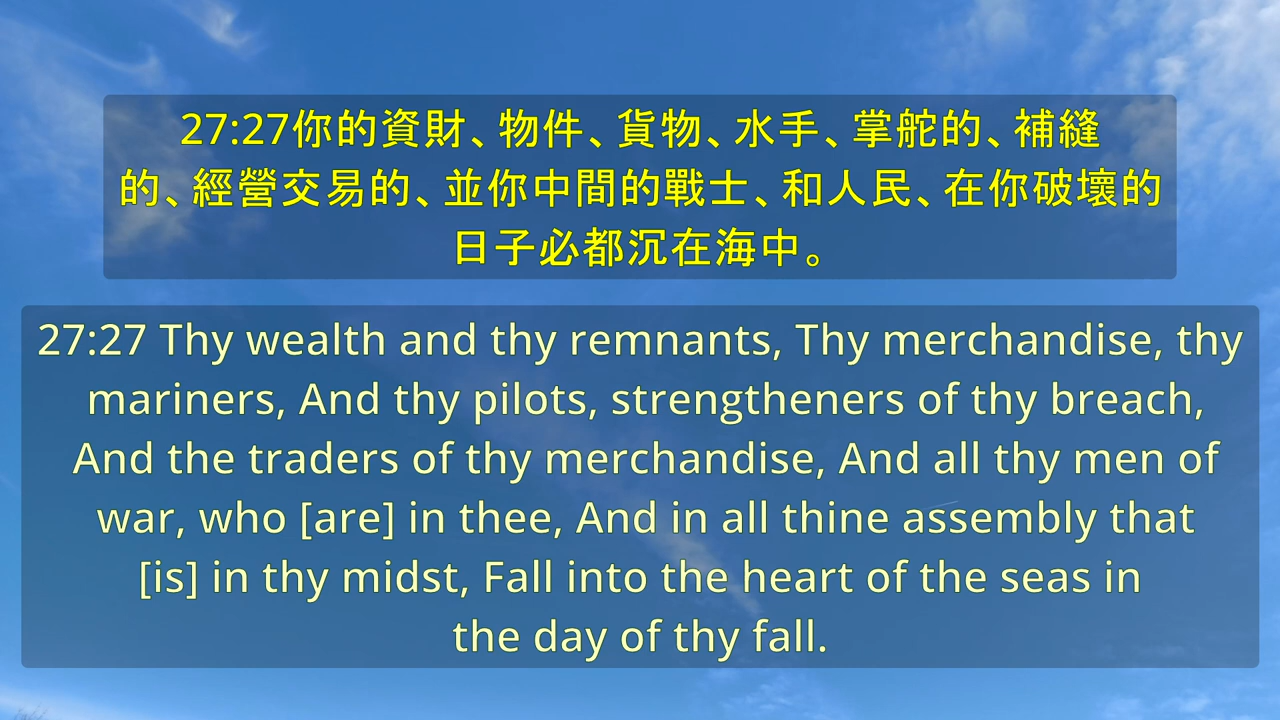 27:27你的資財、物件、貨物、水手、掌舵的、補縫
的、經營交易的、並你中間的戰士、和人民、在你破壞的
日子必都沉在海中。
27:27 Thy wealth and thy remnants, Thy merchandise, thy
mariners, And thy pilots, strengtheners of thy breach,
And the traders of thy merchandise, And all thy men of
war, who [are] in thee, And in all thine assembly that
[is] in thy midst, Fall into the heart of the seas in
the day of thy fall.